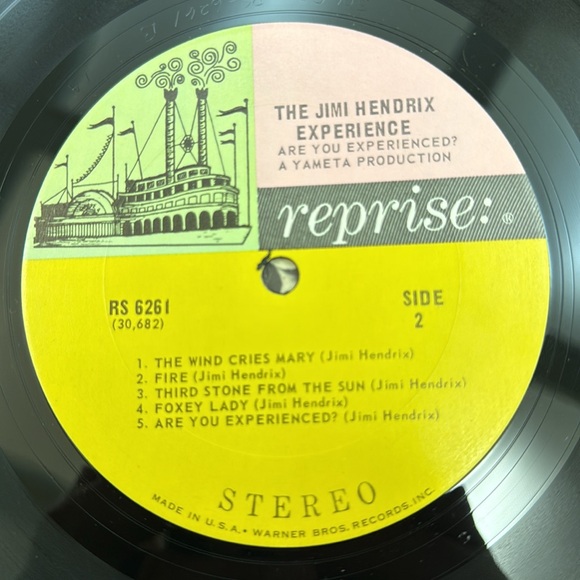 THE JIMI HENDRIX
EXPERIENCE
ARE YOU EXPERIENCED?
A YAMETA PRODUCTION
reprise: ®
RS 6261
(30,682)
SIDE
2
1. THE WIND CRIES MARY (Jimi Hendrix)
2. FIRE (Jimi Hendrix)
3. THIRD STONE FROM THE SUN (Jimi Hendrix)
4. FOXEY LADY (Jimi Hendrix)
5. ARE YOU EXPERIENCED? (Jimi Hendrix)
STEREO
MADE IN U.S.A. • WARNER BROS. RECORDS, INC.